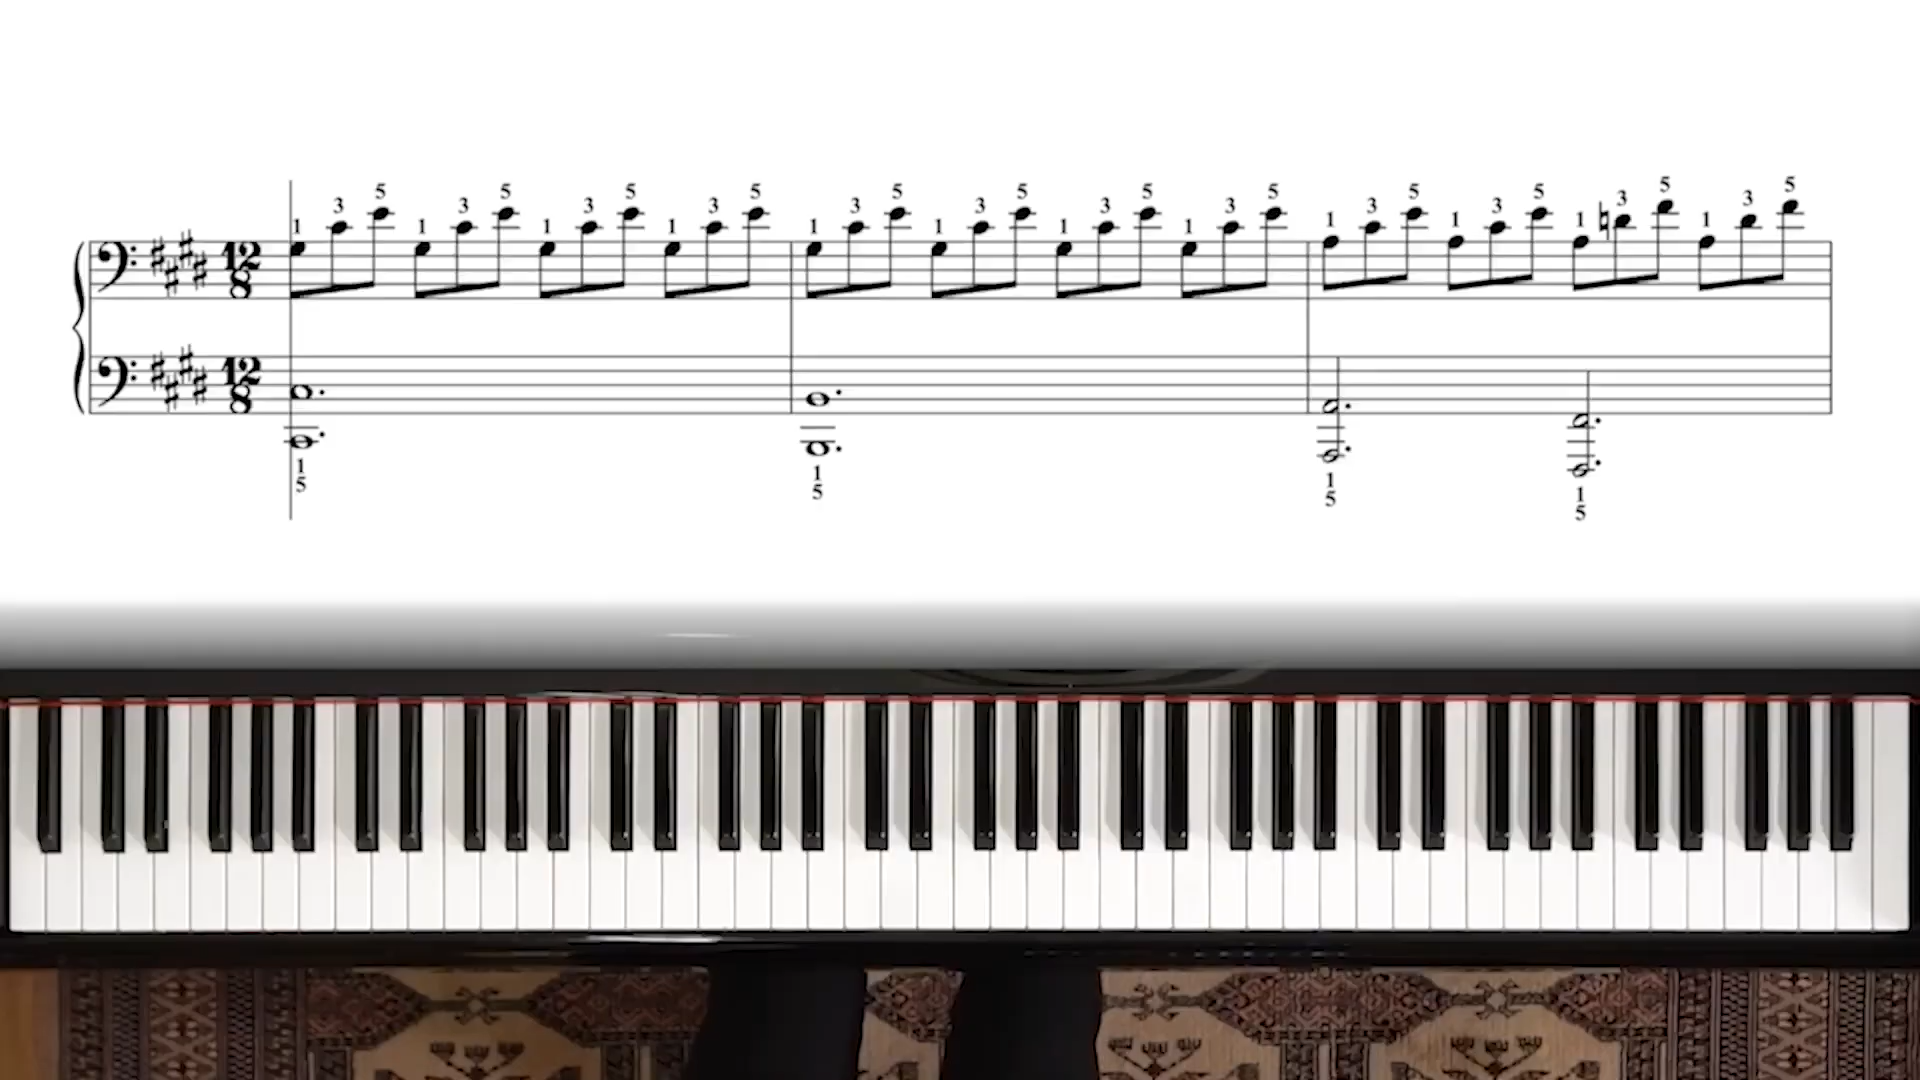 5 5 5 5 5 5 5 5 5 5 5 5
3 3 3 3 3 3 3 3 3 3 3 3
1 1 1 1 1 1 1 1 1 1 1 1
12
8
12
8
1 1 1 1
5 5 5 5